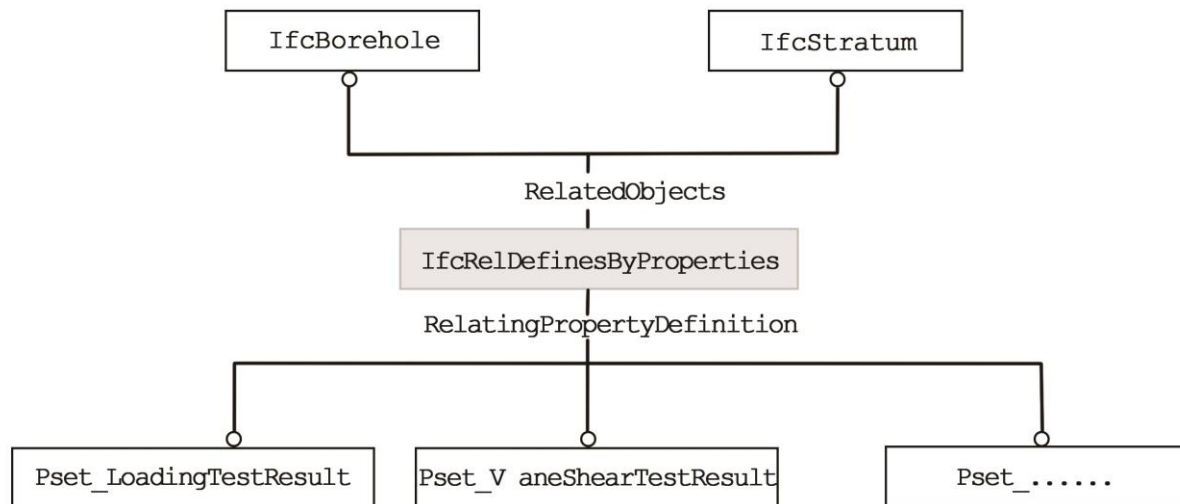 IfcBorehole
IfcStratum
RelatedObjects
IfcRelDefinesByProperties
RelatingPropertyDefinition
Pset_LoadingTestResult
Pset_V aneShearTestResult
Pset_......